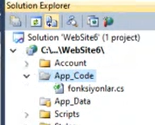 Solution Explorer
Solution 'WebSite6' (1 project)
C:\...\WebSite6\
Account
App_Code
fonksiyonlar.cs
App_Data
Scripts